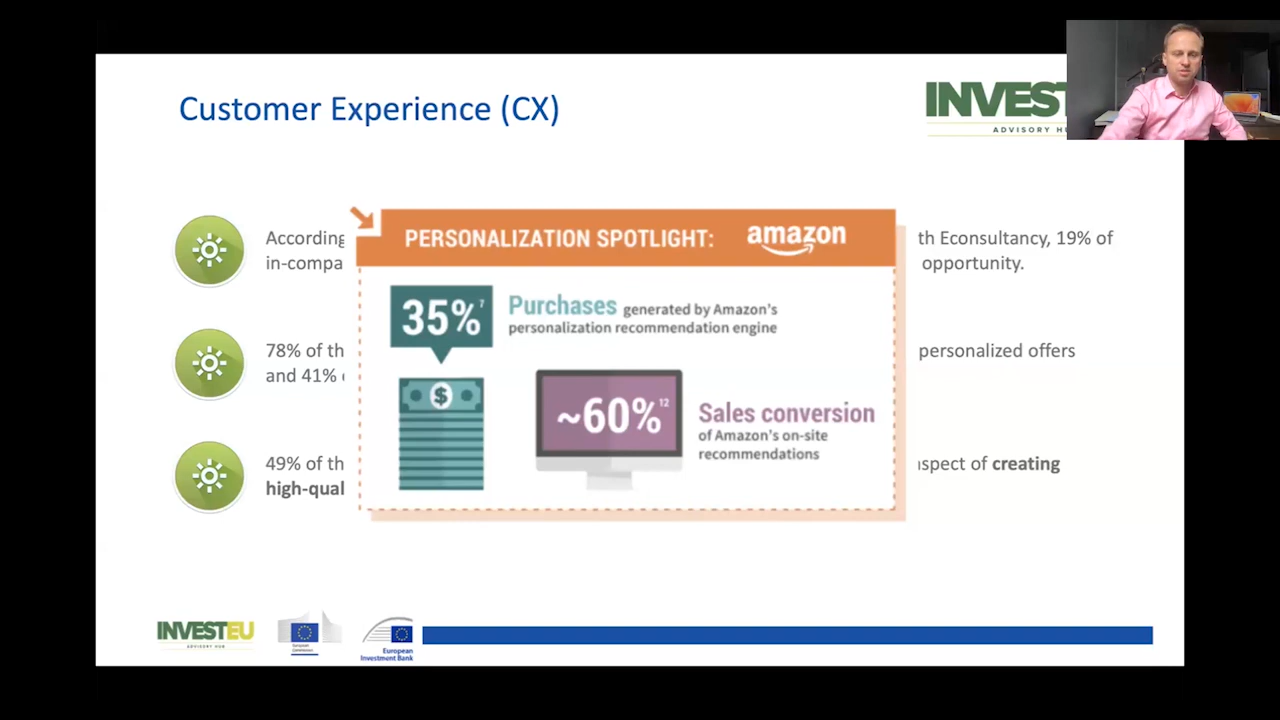 Customer Experience (CX)
INVEST
ADVISORY HU
According
th Econsultancy, 19% of
in-compa
opportunity.
PERSONALIZATION SPOTLIGHT: amazon
35%7
Purchases generated by Amazon's
personalization recommendation engine
78% of th
personalized offers
and 41%
$
~60%12
Sales conversion
of Amazon's on-site
recommendations
49% of th
spect of creating
high-qual
INVESTEU
ADVISORY HUB
European
Commission
European
Investment Bank